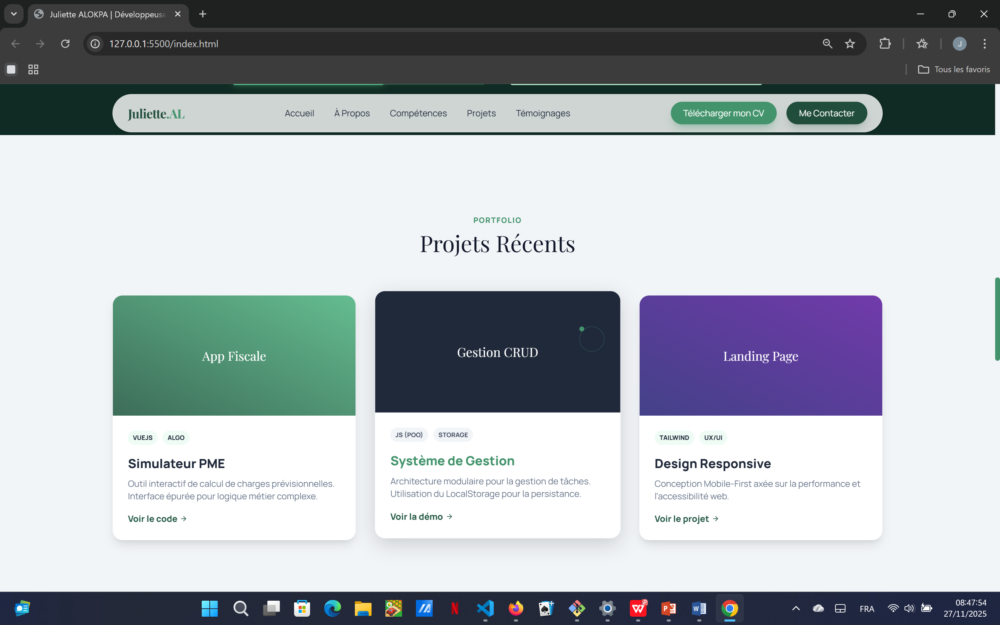 Juliette ALOKPA | Développeuse
127.0.0.1:5500/index.html
J
Tous les favoris
Juliette.AL
Accueil
À Propos
Compétences
Projets
Témoignages
Télécharger mon CV
Me Contacter
PORTFOLIO
Projets Récents
App Fiscale
VUEJS ALGO
Simulateur PME
Outil interactif de calcul de charges prévisionnelles.
Interface épurée pour logique métier complexe.
Voir le code →
Gestion CRUD
JS (POO) STORAGE
Système de Gestion
Architecture modulaire pour la gestion de tâches.
Utilisation du LocalStorage pour la persistance.
Voir la démo →
Landing Page
TAILWIND UX/UI
Design Responsive
Conception Mobile-First axée sur la performance et
l'accessibilité web.
Voir le projet →
FRA
08:47:54
27/11/2025